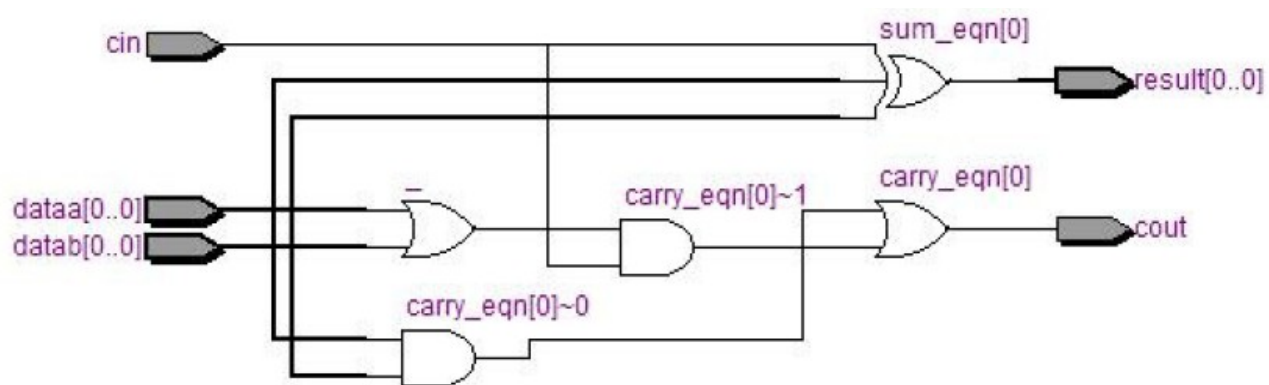 cin
sum_eqn[0]
result[0..0]
dataa[0..0]
_
carry_eqn[0]~1
carry_eqn[0]
datab[0..0]
cout
carry_eqn[0]~0